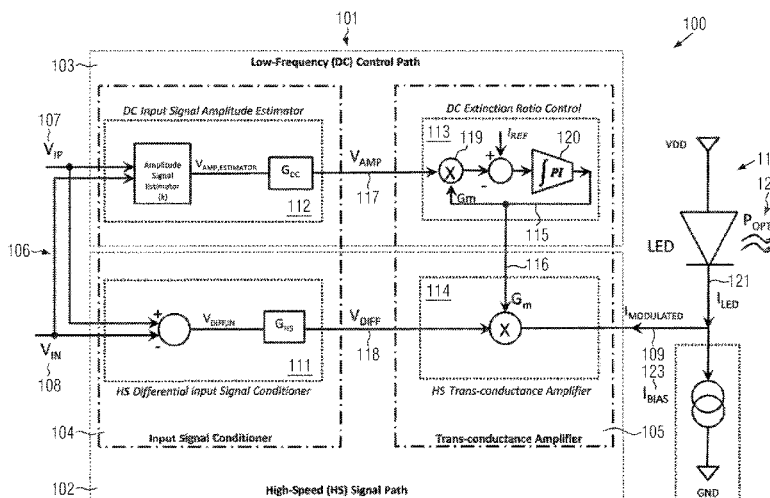 101
100
103
Low-Frequency (DC) Control Path
107
DC Input Signal Amplitude Estimator
DC Extinction Ratio Control
V_IP
Amplitude
Signal
Estimator
(k)
V_AMP,ESTIMATOR
G_DC
112
V_AMP
117
113
119
I_REF
120
X
+
-
∫ PI
Gm
115
VDD
11
12
P_OPT
LED
121
I_LED
106
116
114
G_m
I_MODULATED
+
-
V_DIFF,IN
G_HS
V_DIFF
118
X
109
V_IN
108
111
123
I_BIAS
HS Differential Input Signal Conditioner
HS Trans-conductance Amplifier
104
Input Signal Conditioner
Trans-conductance Amplifier
105
102
High-Speed (HS) Signal Path
GND